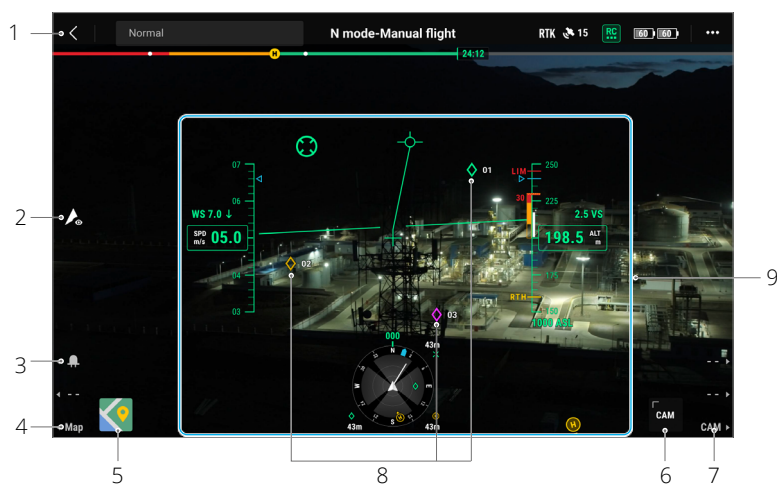 1
Normal
N mode-Manual flight
RTK
15
RC
60
60
H
24:12
07
06
04
03
WS 7.0 ↓
SPD m/s 05.0
01
02
03
LIM
30
RTH
250
225
175
2.5 VS
198.5 ALT m
1000 ASL
000
43m
N
E
S
W
43m
43m
H
2
3
--
--
--
4
Map
CAM
CAM
5
6
7
8
9